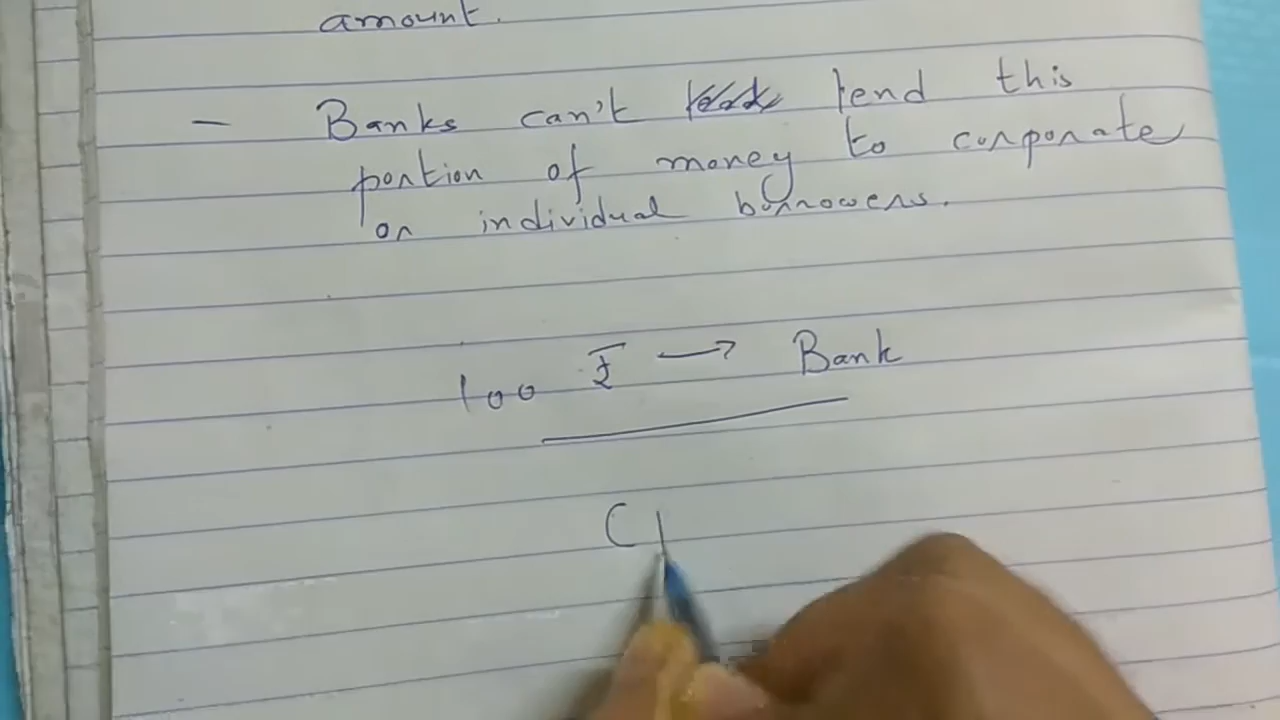 amount.
- Banks can't lend this
portion of money to corporate
or individual borrowers.
100 ₹ → Bank
C